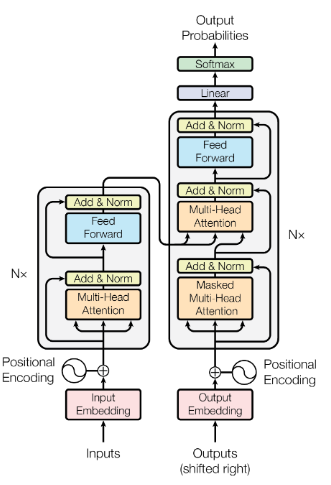 Output
Probabilities
Softmax
Linear
Add & Norm
Feed
Forward
Add & Norm
Multi-Head
Attention
Add & Norm
Masked
Multi-Head
Attention
N×
Positional
Encoding
Output
Embedding
Outputs
(shifted right)
Add & Norm
Feed
Forward
N×
Add & Norm
Multi-Head
Attention
Positional
Encoding
Input
Embedding
Inputs